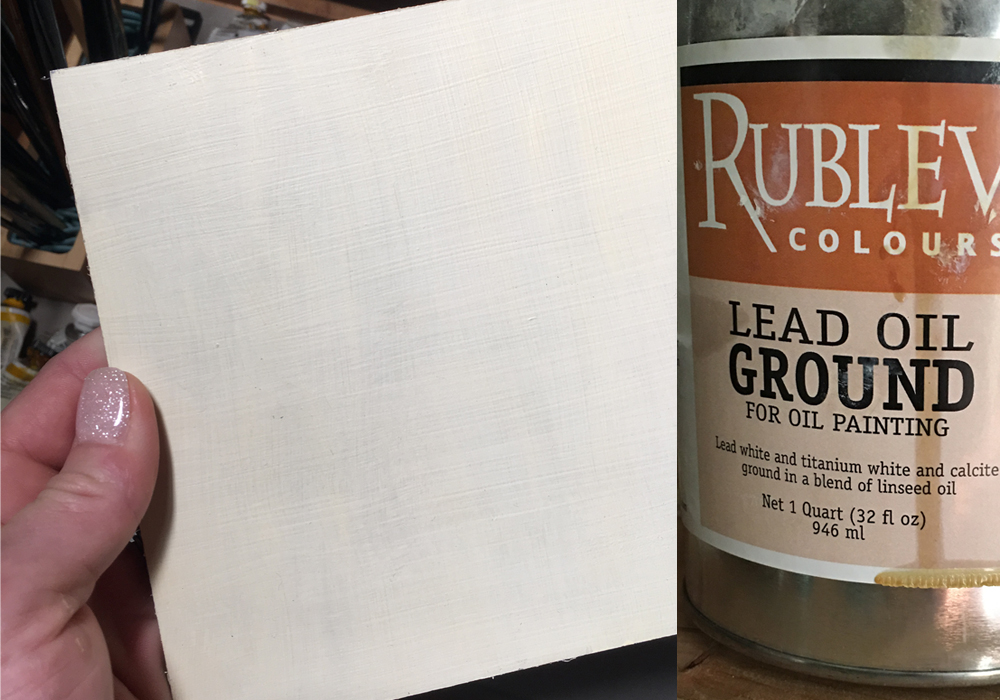 RUBLEV
COLOURS
LEAD OIL
GROUND
FOR OIL PAINTING
Lead white and titanium white and calcite
ground in a blend of linseed oil
Net 1 Quart (32 fl oz)
946 ml